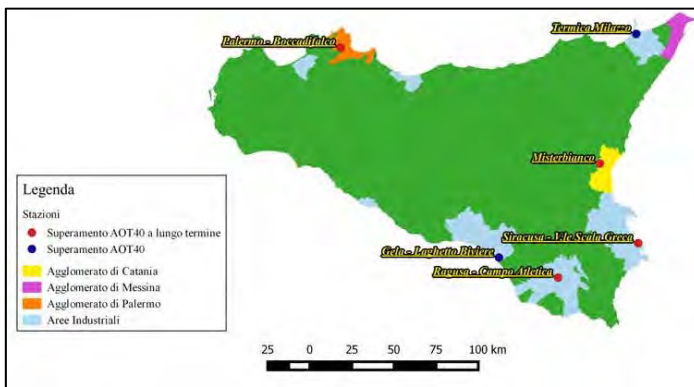 Termica Milazzo
Palermo - Boccadifalco
Misterbianco
Siracusa - V.le Scala Greca
Gela - Laghetto Biviere
Ragusa - Campo Atletica
Legenda
Stazioni
Superamento AOT40 a lungo termine
Superamento AOT40
Agglomerato di Catania
Agglomerato di Messina
Agglomerato di Palermo
Aree Industriali
25 0 25 50 75 100 km